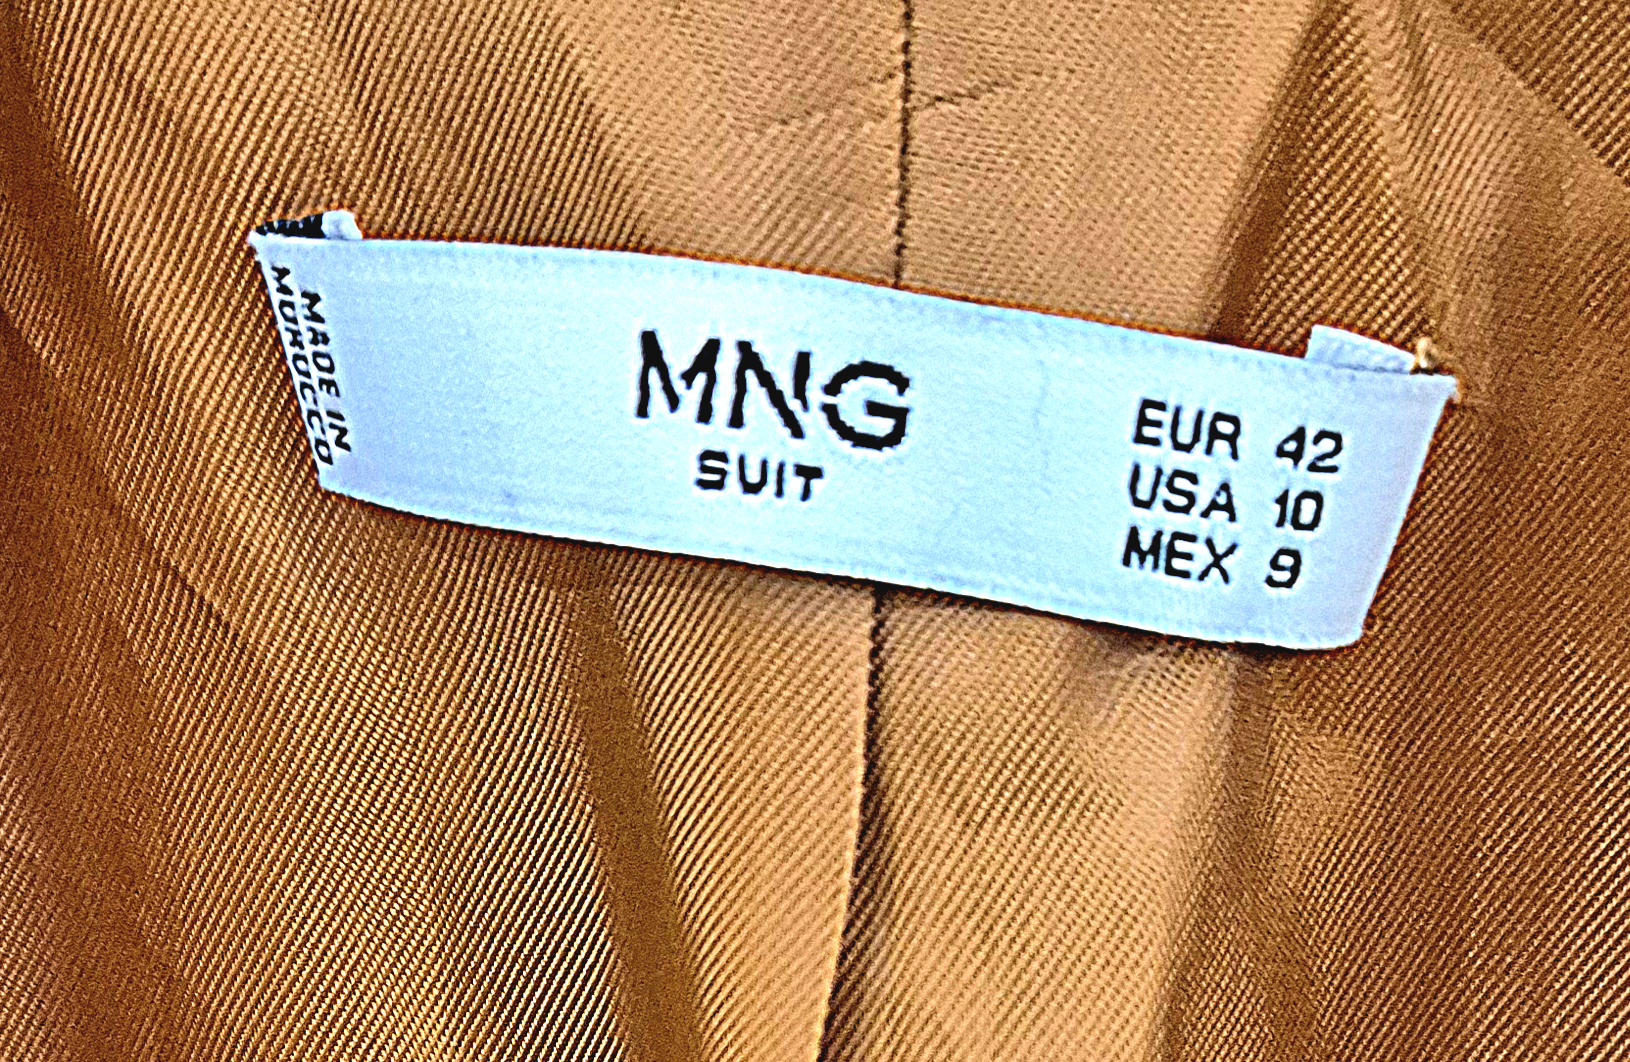 MADE IN
MOROCCO
MNG
SUIT
EUR 42
USA 10
MEX 9